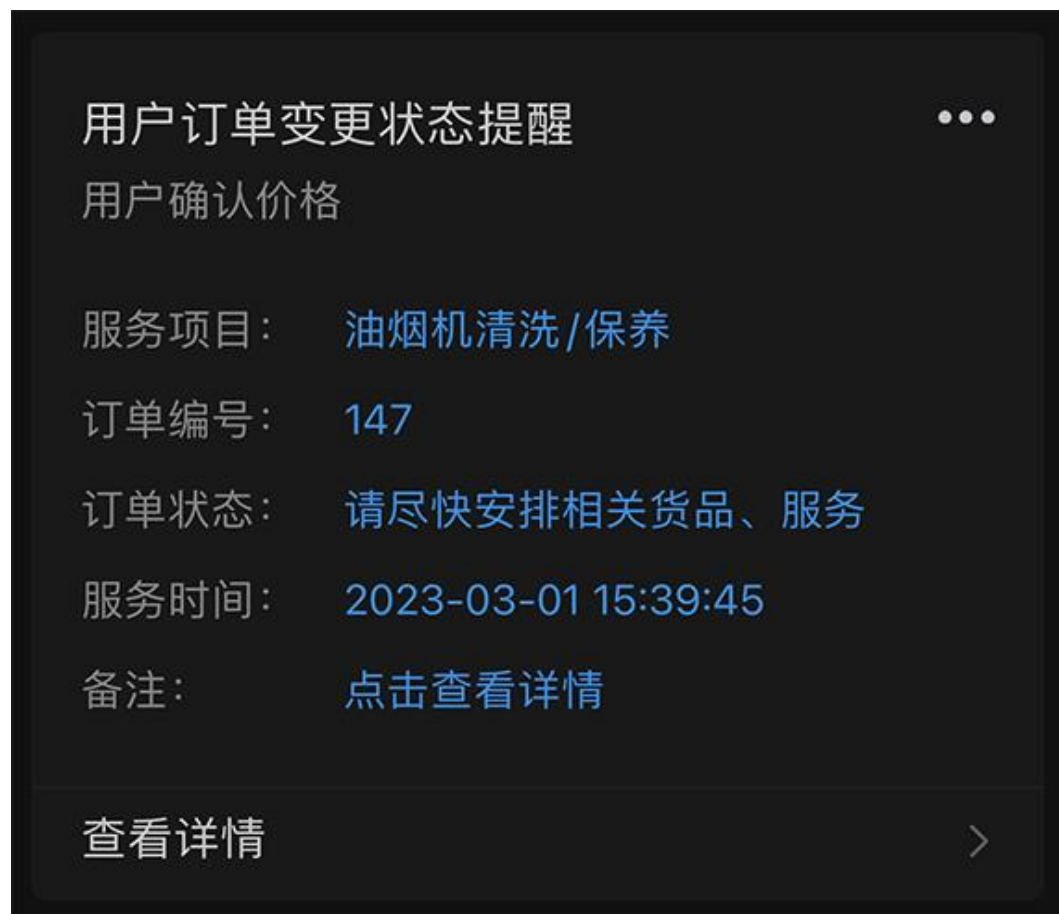 用户订单变更状态提醒
用户确认价格
服务项目： 油烟机清洗/保养
订单编号： 147
订单状态： 请尽快安排相关货品、服务
服务时间： 2023-03-01 15:39:45
备注： 点击查看详情
查看详情